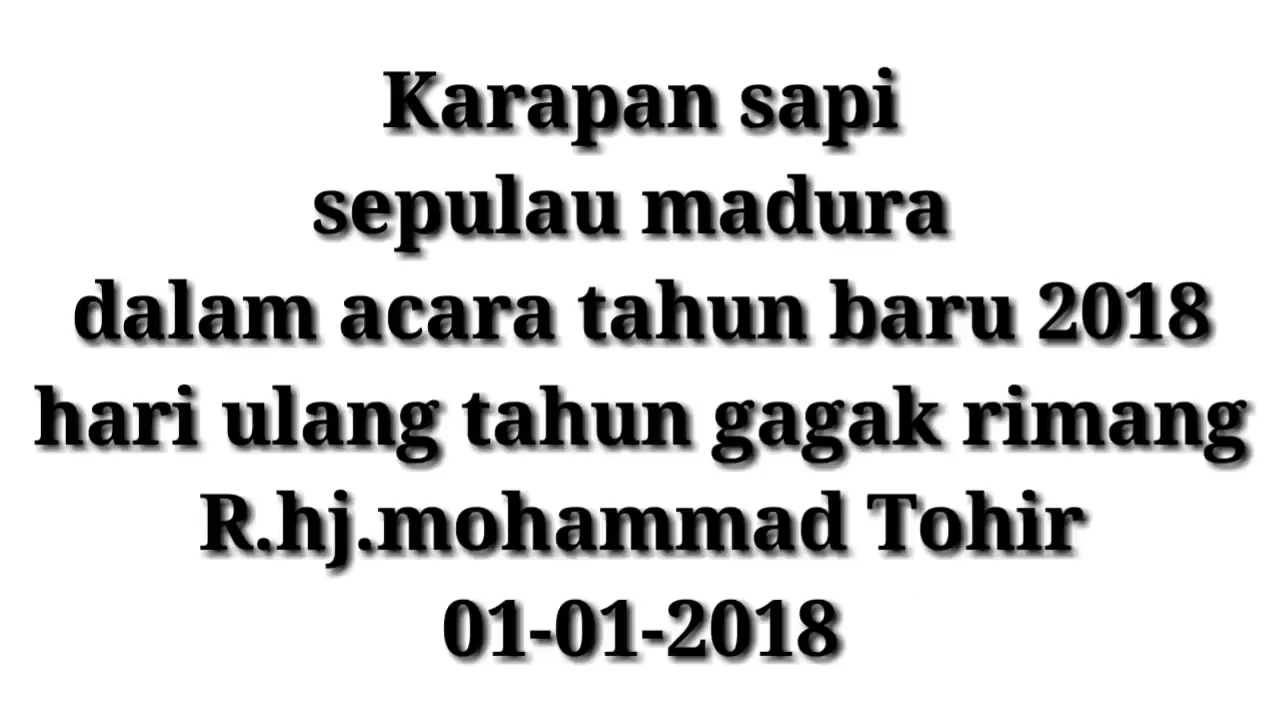 Karapan sapi
sepulau madura
dalam acara tahun baru 2018
hari ulang tahun gagak rimang
R.hj.mohammad Tohir
01-01-2018